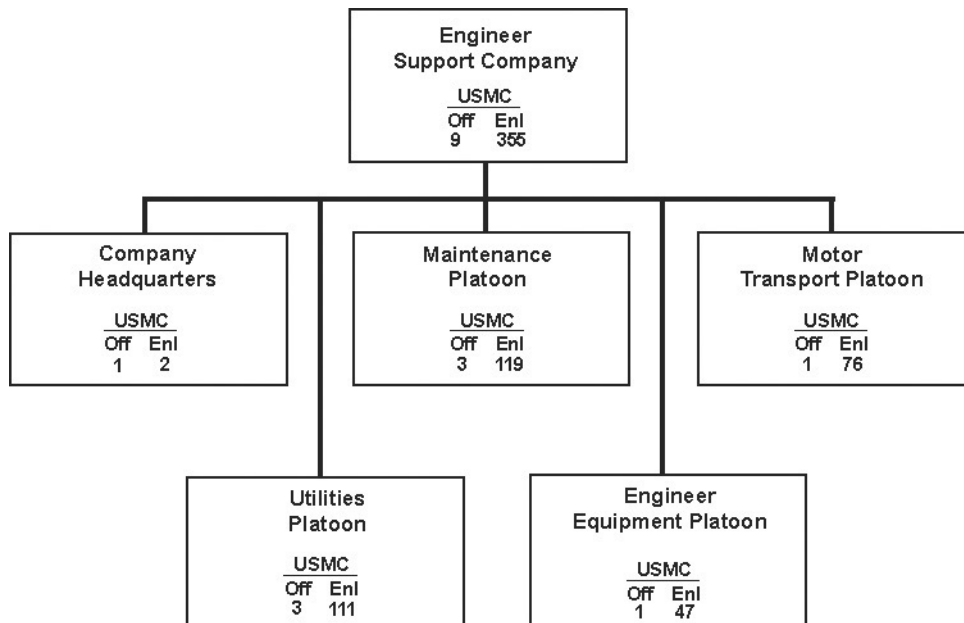 Engineer
Support Company
USMC
Off Enl
9 355
Company
Headquarters
USMC
Off Enl
1 2
Maintenance
Platoon
USMC
Off Enl
3 119
Motor
Transport Platoon
USMC
Off Enl
1 76
Utilities
Platoon
USMC
Off Enl
3 111
Engineer
Equipment Platoon
USMC
Off Enl
1 47